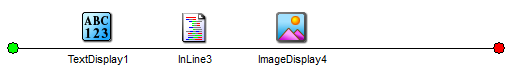 ABC
123
TextDisplay1
InLine3
ImageDisplay4